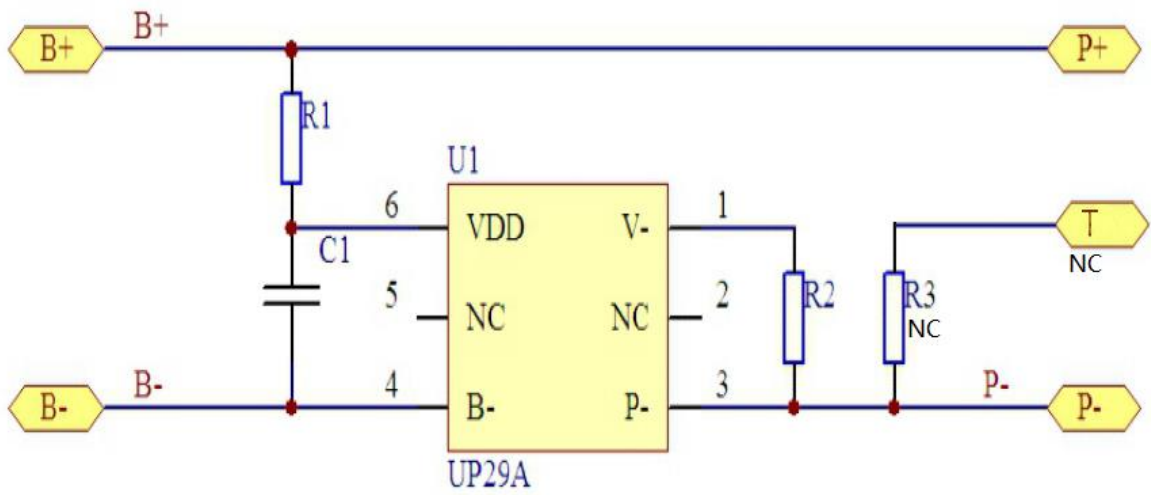 B+
B+
P+
R1
U1
6
VDD
V-
1
T
C1
NC
5
NC
NC
2
R2
R3
NC
B-
B-
4
B-
P-
3
P-
P-
UP29A